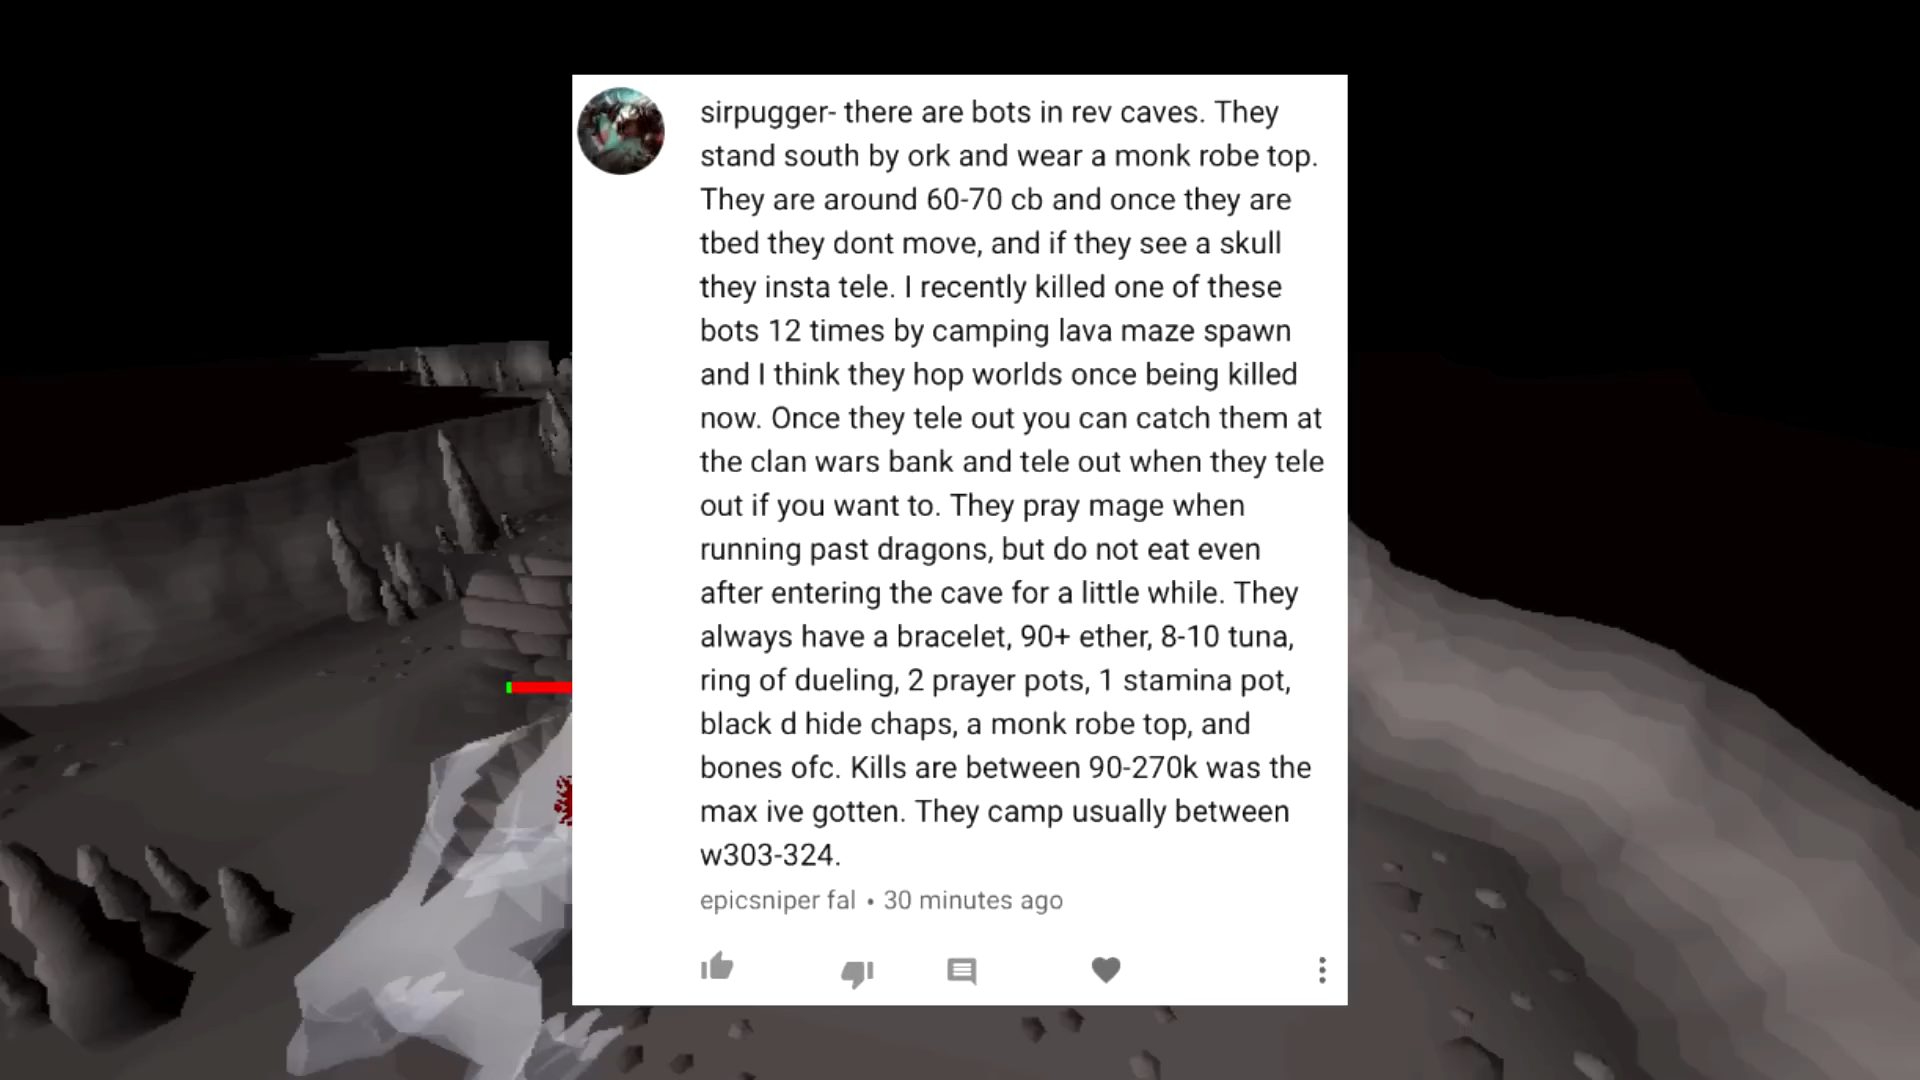 sirpugger- there are bots in rev caves. They
stand south by ork and wear a monk robe top.
They are around 60-70 cb and once they are
tbed they dont move, and if they see a skull
they insta tele. I recently killed one of these
bots 12 times by camping lava maze spawn
and I think they hop worlds once being killed
now. Once they tele out you can catch them at
the clan wars bank and tele out when they tele
out if you want to. They pray mage when
running past dragons, but do not eat even
after entering the cave for a little while. They
always have a bracelet, 90+ ether, 8-10 tuna,
ring of dueling, 2 prayer pots, 1 stamina pot,
black d hide chaps, a monk robe top, and
bones ofc. Kills are between 90-270k was the
max ive gotten. They camp usually between
w303-324.
epicsniper fal • 30 minutes ago